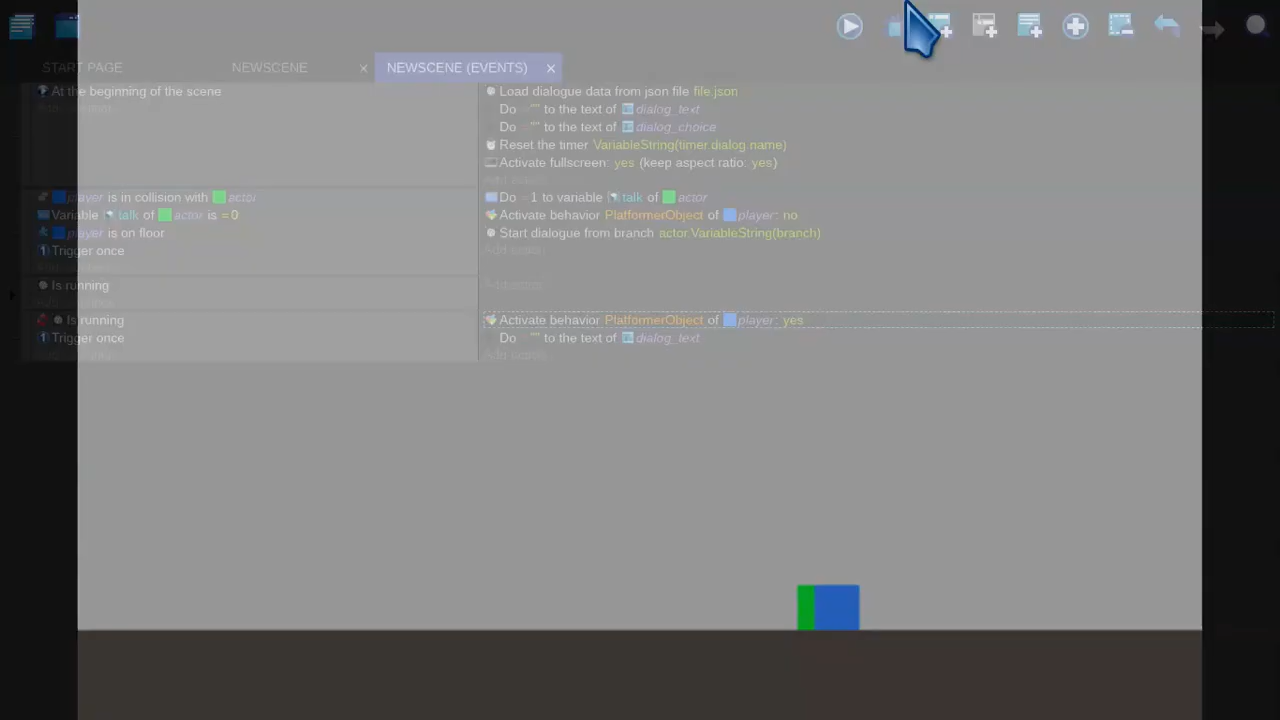 START PAGE
NEWSCENE ×
NEWSCENE (EVENTS) ×
At the beginning of the scene
Load dialogue data from json file file.json
Do = "" to the text of dialog_text
Do = "" to the text of dialog_choice
Reset the timer VariableString(timer dialog name)
Activate fullscreen: yes (keep aspect ratio: yes)
player is in collision with actor
Variable talk of actor is = 0
player is on floor
Trigger once
Do = 1 to variable talk of actor
Activate behavior PlatformerObject of player: no
Start dialogue from branch actor.VariableString(branch)
Is running
Is running
Trigger once
Activate behavior PlatformerObject of player: yes
Do = "" to the text of dialog_text